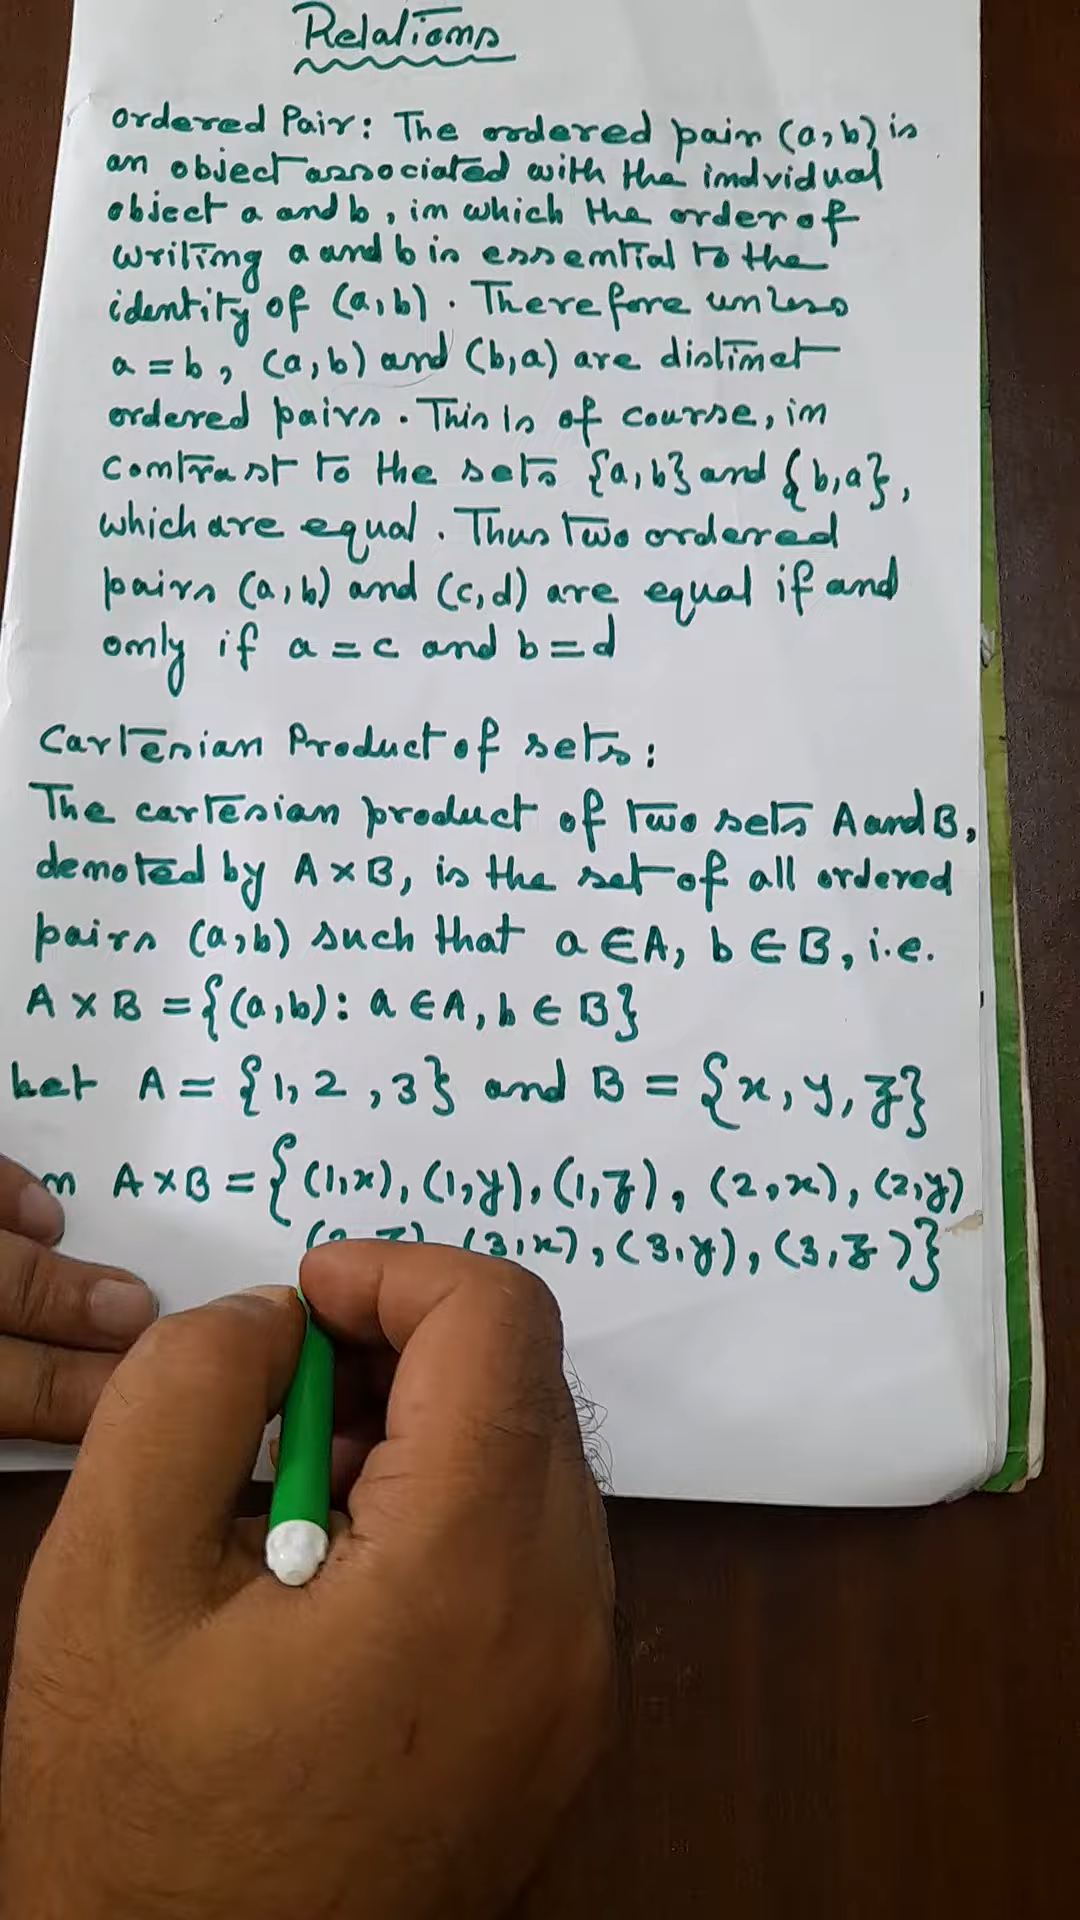 Relations
Ordered Pair: The ordered pair (a,b) is
an object associated with the indvidual
object a and b, in which the order of
writing a and b is essential to the
identity of (a,b). Therefore unless
a = b, (a,b) and (b,a) are distinct
ordered pairs. This is of course, in
contrast to the sets {a,b} and {b,a},
which are equal. Thus two ordered
pairs (a,b) and (c,d) are equal if and
only if a = c and b = d
Cartesian Product of sets:
The cartesian product of two sets A and B,
denoted by A × B, is the set of all ordered
pairs (a,b) such that a ∈ A, b ∈ B, i.e.
A × B = {(a,b): a ∈ A, b ∈ B}
Let A = {1, 2, 3} and B = {x, y, z}
A×B = {(1,x), (1,y), (1,z), (2,x), (2,y)
(3,x), (3,y), (3,z)}